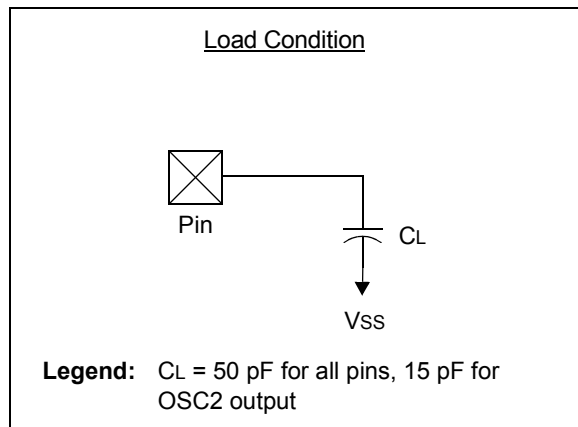 Load Condition
Pin
CL
VSS
Legend: CL = 50 pF for all pins, 15 pF for
OSC2 output